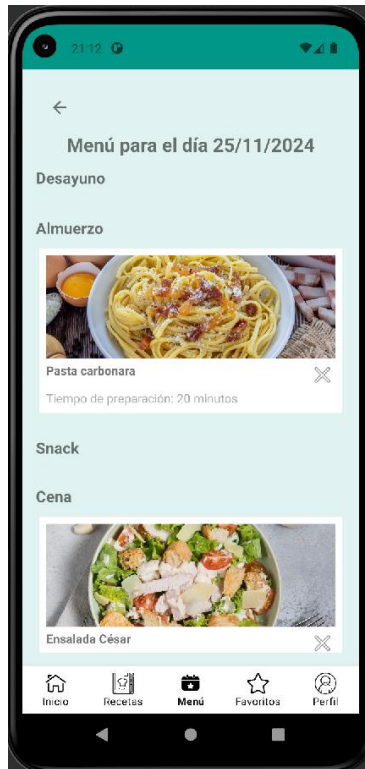 21:12
Menú para el día 25/11/2024
Desayuno
Almuerzo
Pasta carbonara
Tiempo de preparación: 20 minutos
Snack
Cena
Ensalada César
Inicio Recetas Menú Favoritos Perfil